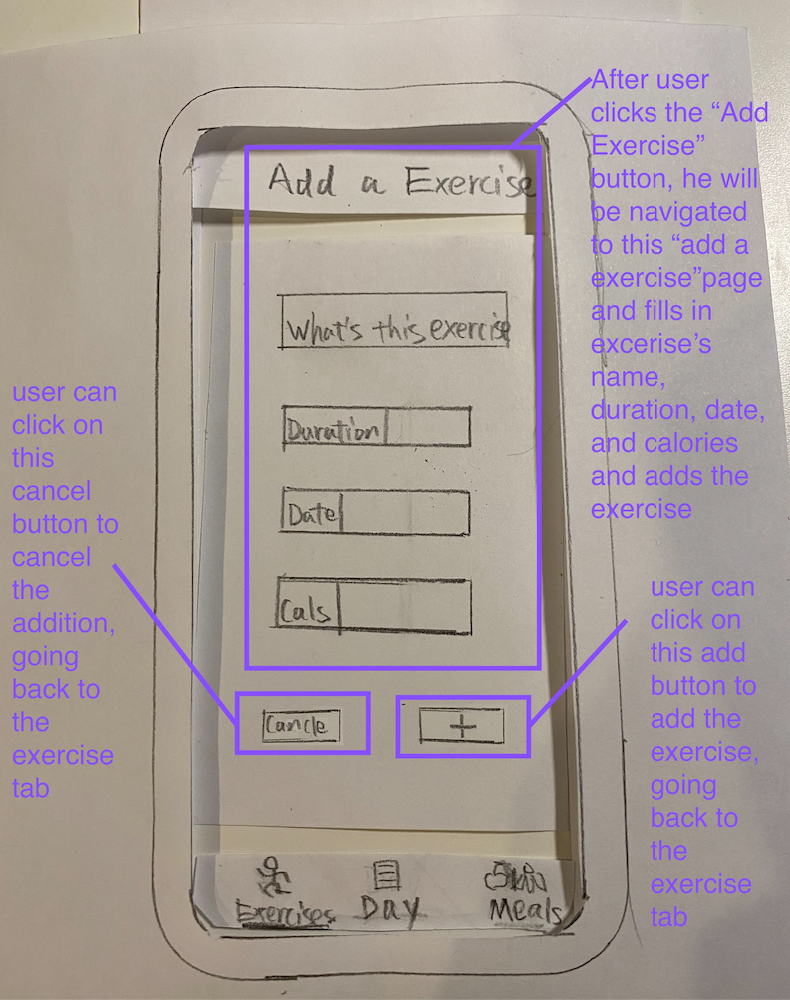 Add a Exercise
What's this exercise
Duration
Date
Cals
Cancle
+
Exercises
Day
Meals
After user
clicks the “Add
Exercise”
button, he will
be navigated
to this “add a
exercise”page
and fills in
excerise’s
name,
duration, date,
and calories
and adds the
exercise
user can
click on
this
cancel
button to
cancel
the
addition,
going
back to
the
exercise
tab
user can
click on
this add
button to
add the
exercise,
going
back to
the
exercise
tab